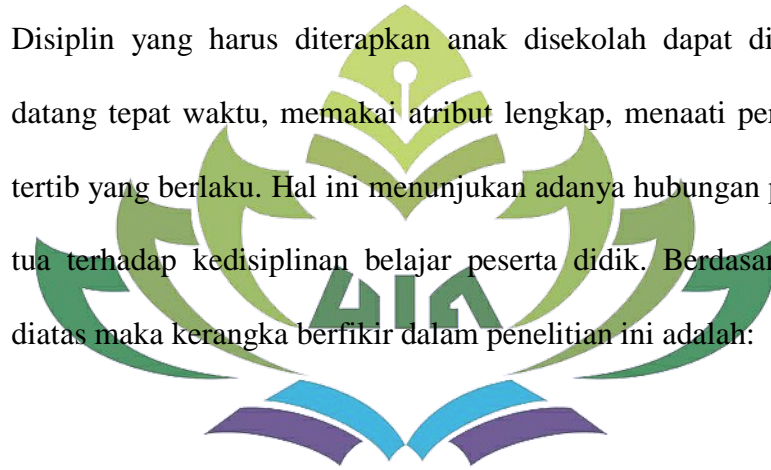 Disiplin yang harus diterapkan anak disekolah dapat di
datang tepat waktu, memakai atribut lengkap, menaati per
tertib yang berlaku. Hal ini menunjukan adanya hubungan p
tua terhadap kedisiplinan belajar peserta didik. Berdasar
diatas maka kerangka berfikir dalam penelitian ini adalah:
UIN